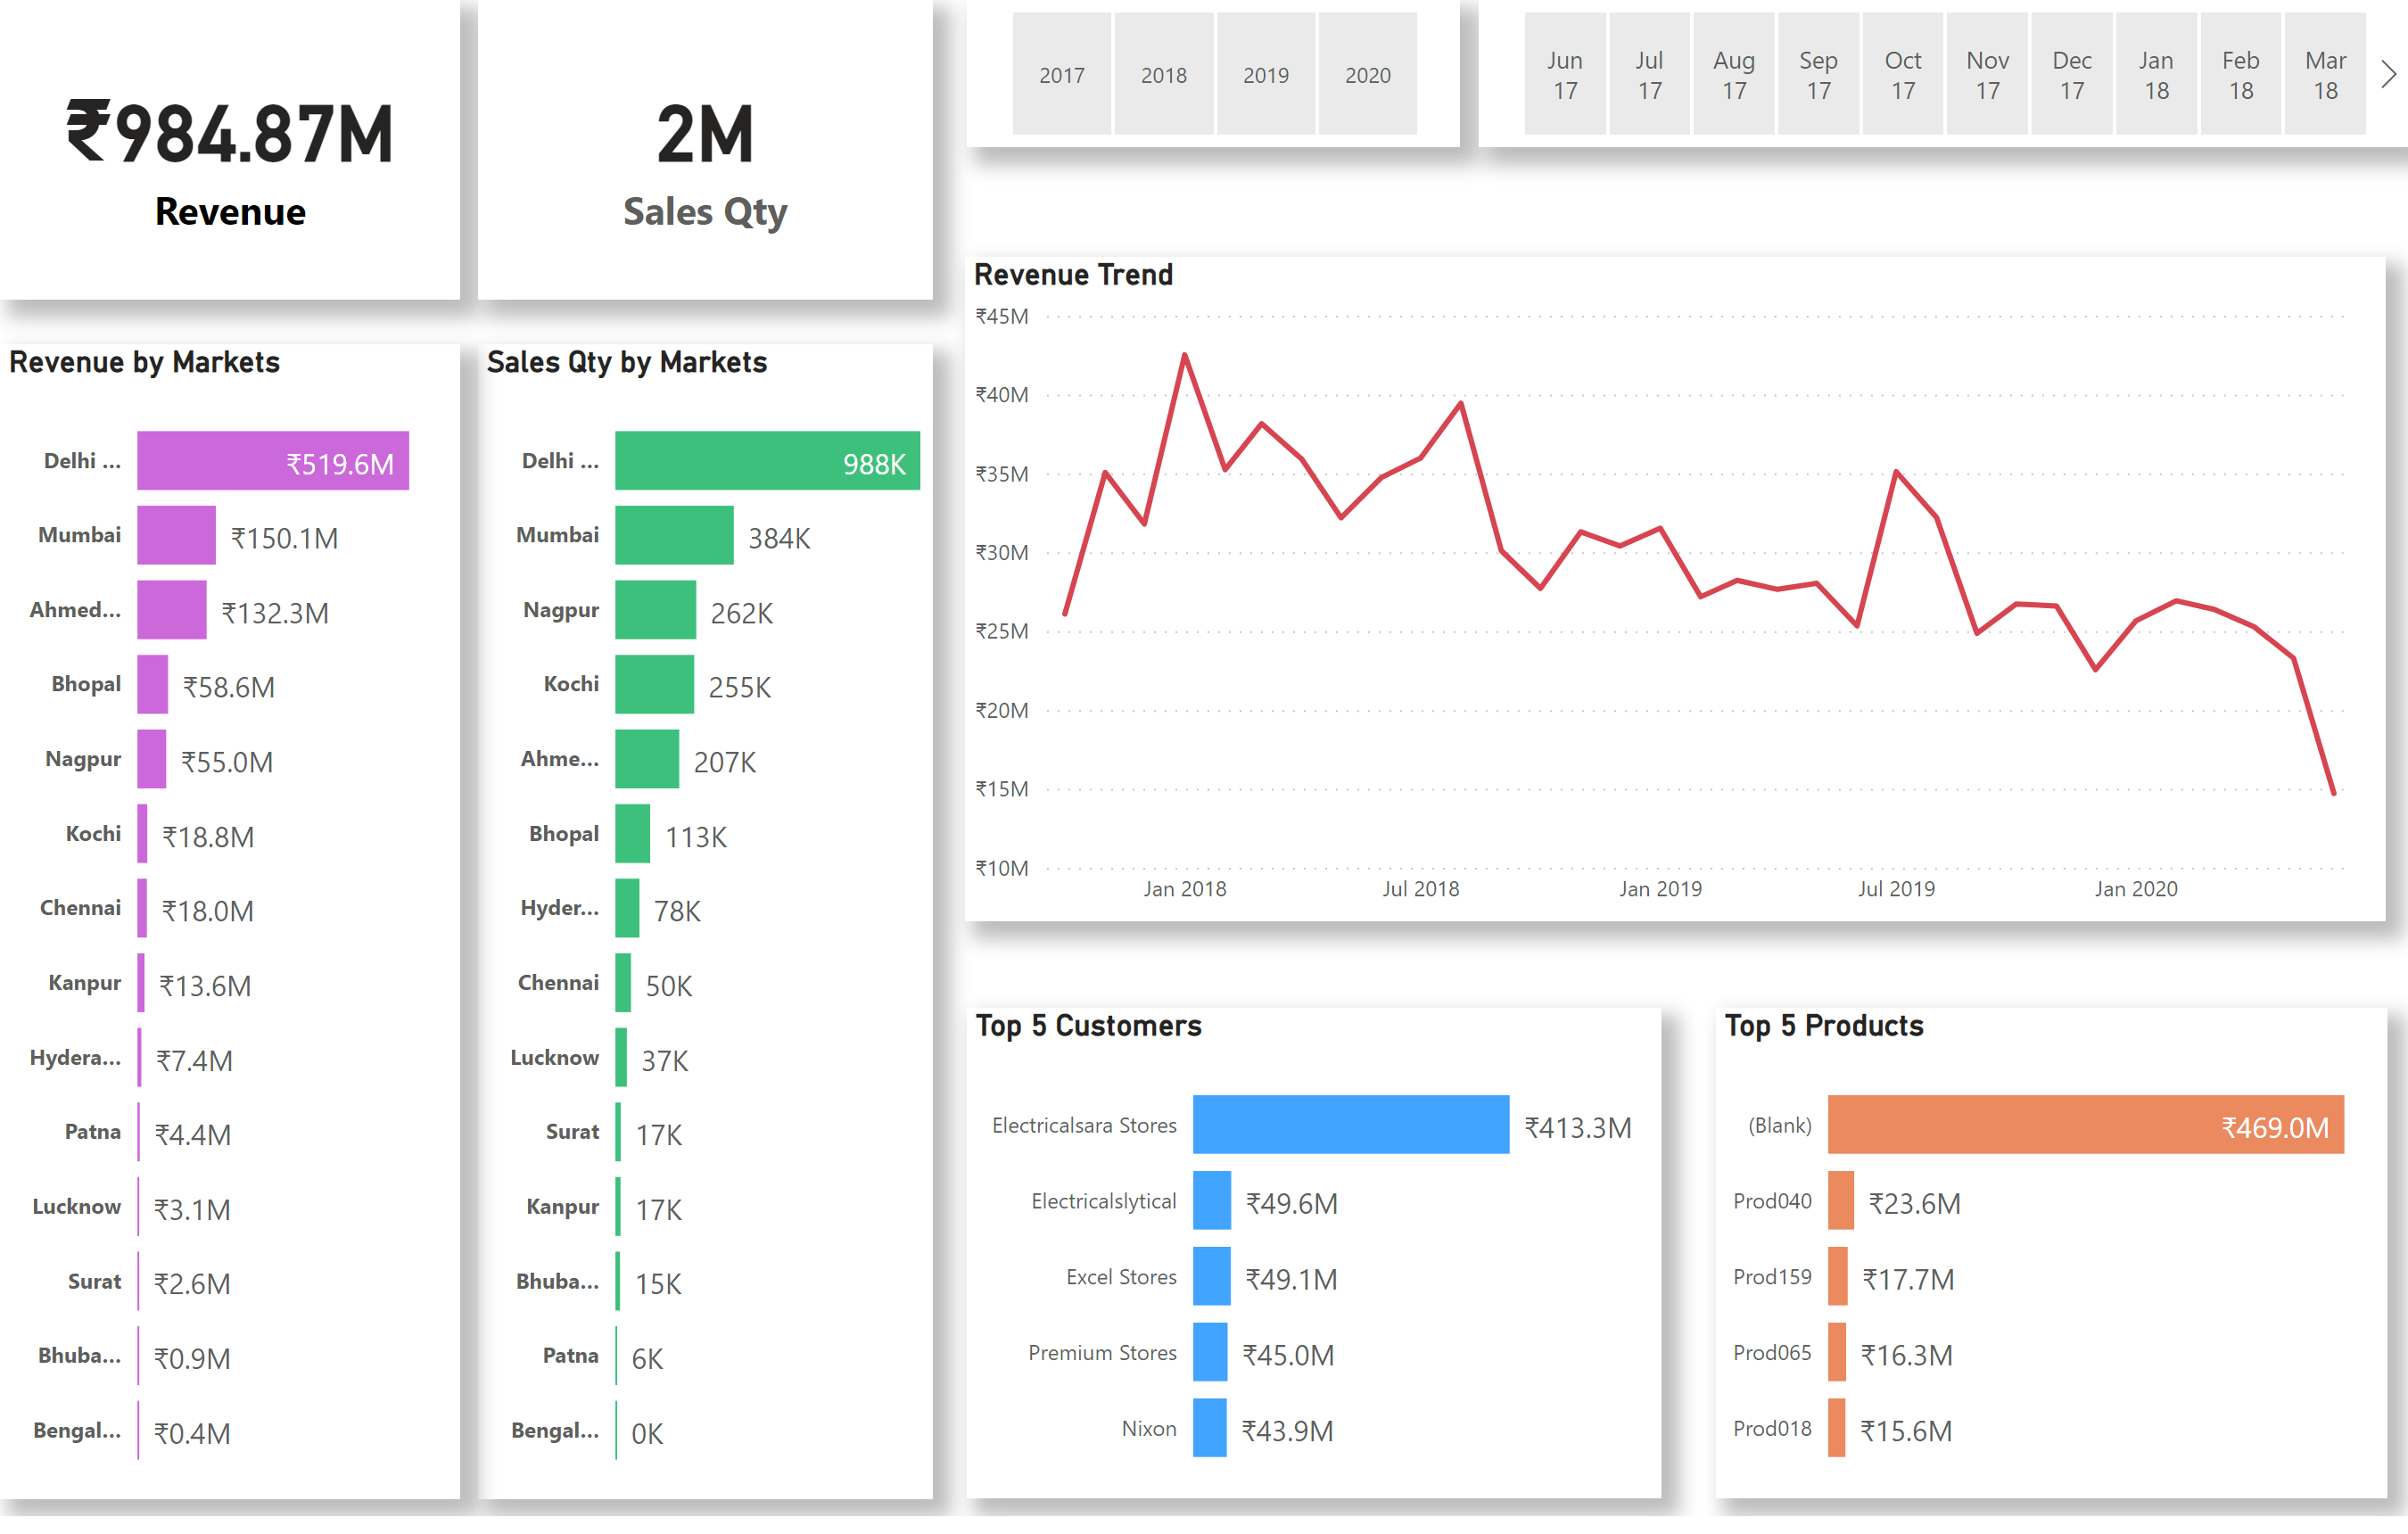 ₹984.87M
Revenue
2M
Sales Qty
2017 2018 2019 2020
Jun 17 Jul 17 Aug 17 Sep 17 Oct 17 Nov 17 Dec 17 Jan 18 Feb 18 Mar 18
Revenue by Markets
Delhi ... ₹519.6M
Mumbai ₹150.1M
Ahmed... ₹132.3M
Bhopal ₹58.6M
Nagpur ₹55.0M
Kochi ₹18.8M
Chennai ₹18.0M
Kanpur ₹13.6M
Hydera... ₹7.4M
Patna ₹4.4M
Lucknow ₹3.1M
Surat ₹2.6M
Bhuba... ₹0.9M
Bengal... ₹0.4M
Sales Qty by Markets
Delhi ... 988K
Mumbai 384K
Nagpur 262K
Kochi 255K
Ahme... 207K
Bhopal 113K
Hyder... 78K
Chennai 50K
Lucknow 37K
Surat 17K
Kanpur 17K
Bhuba... 15K
Patna 6K
Bengal... 0K
Revenue Trend
₹45M
₹40M
₹35M
₹30M
₹25M
₹20M
₹15M
₹10M
Jan 2018 Jul 2018 Jan 2019 Jul 2019 Jan 2020
Top 5 Customers
Electricalsara Stores ₹413.3M
Electricalslytical ₹49.6M
Excel Stores ₹49.1M
Premium Stores ₹45.0M
Nixon ₹43.9M
Top 5 Products
(Blank) ₹469.0M
Prod040 ₹23.6M
Prod159 ₹17.7M
Prod065 ₹16.3M
Prod018 ₹15.6M